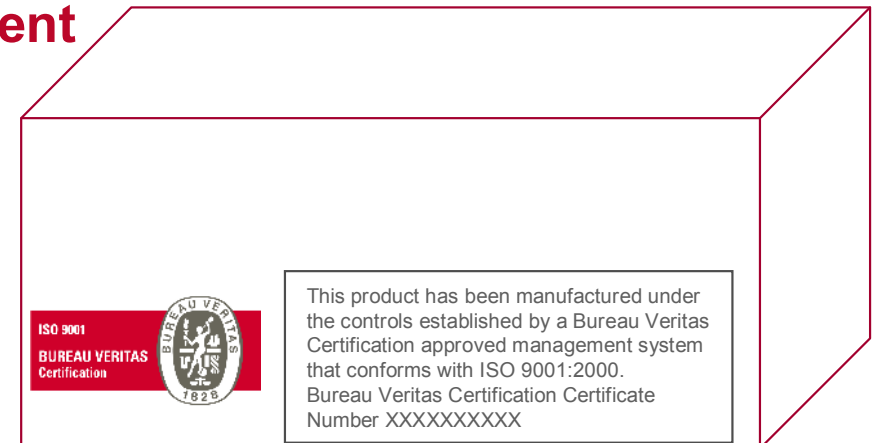 ent
This product has been manufactured under
the controls established by a Bureau Veritas
Certification approved management system
that conforms with ISO 9001:2000.
Bureau Veritas Certification Certificate
Number XXXXXXXXXX
ISO 9001
BUREAU VERITAS
Certification
BUREAU VERITAS
1828